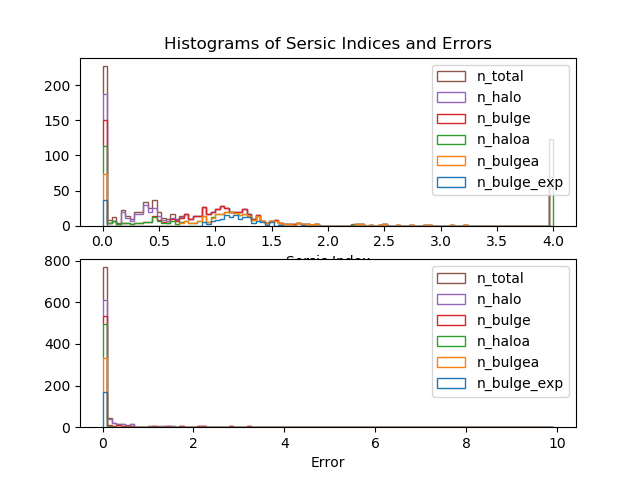 Histograms of Sersic Indices and Errors
200
150
100
50
0
n_total
n_halo
n_bulge
n_haloa
n_bulgea
n_bulge_exp
0.0 0.5 1.0 1.5 2.0 2.5 3.0 3.5 4.0
Sersic Index
800
600
400
200
0
n_total
n_halo
n_bulge
n_haloa
n_bulgea
n_bulge_exp
0 2 4 6 8 10
Error